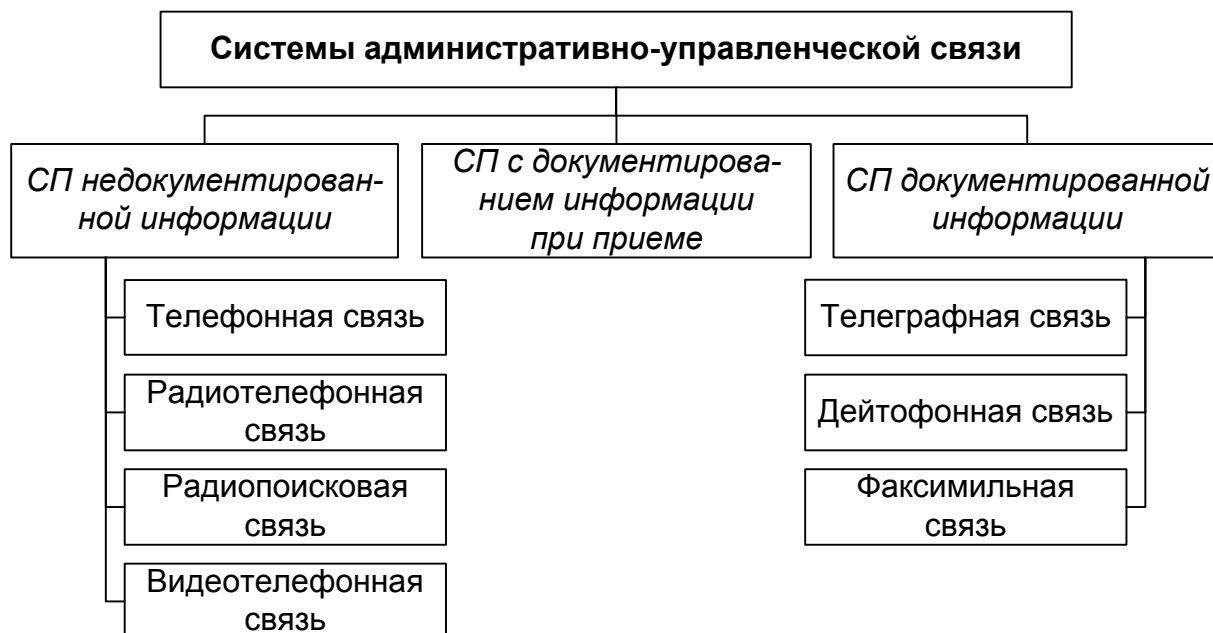 Системы административно-управленческой связи
СП недокументирован-
ной информации
СП с документирова-
нием информации
при приеме
СП документированной
информации
Телефонная связь
Радиотелефонная
связь
Радиопоисковая
связь
Видеотелефонная
связь
Телеграфная связь
Дейтофонная связь
Факсимильная
связь